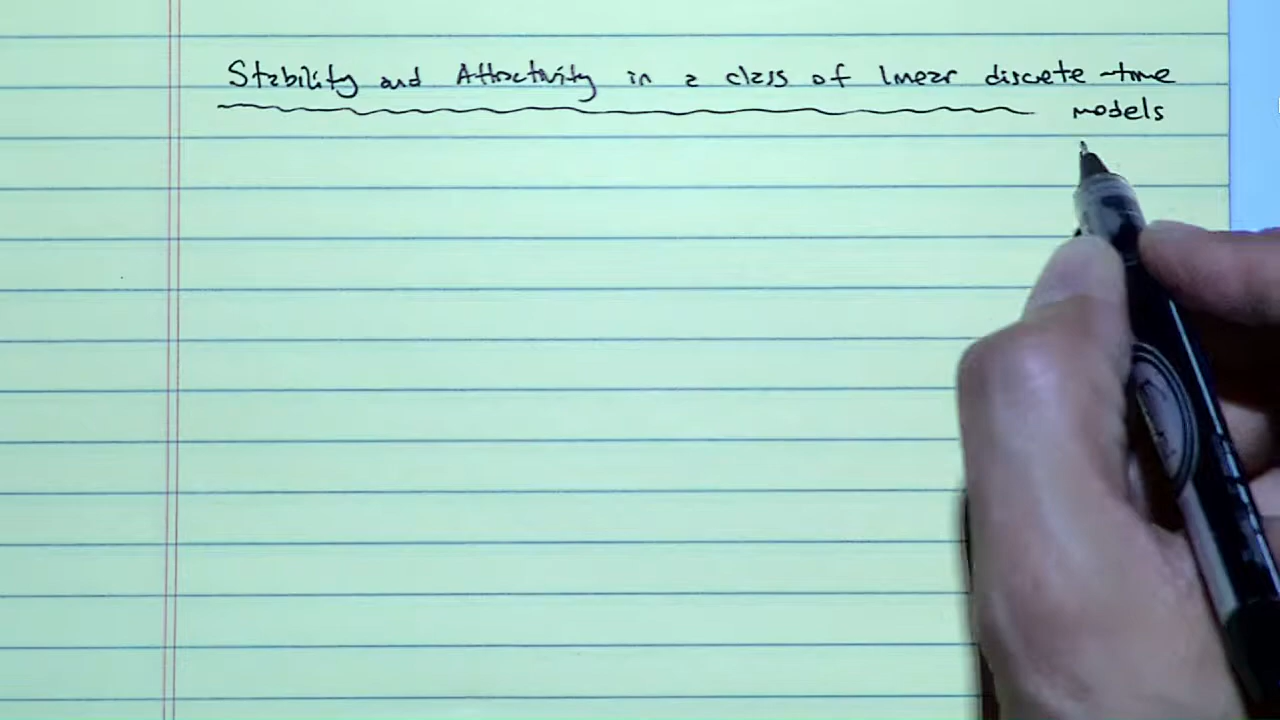 Stability and Attractivity in a class of linear discrete-time
models